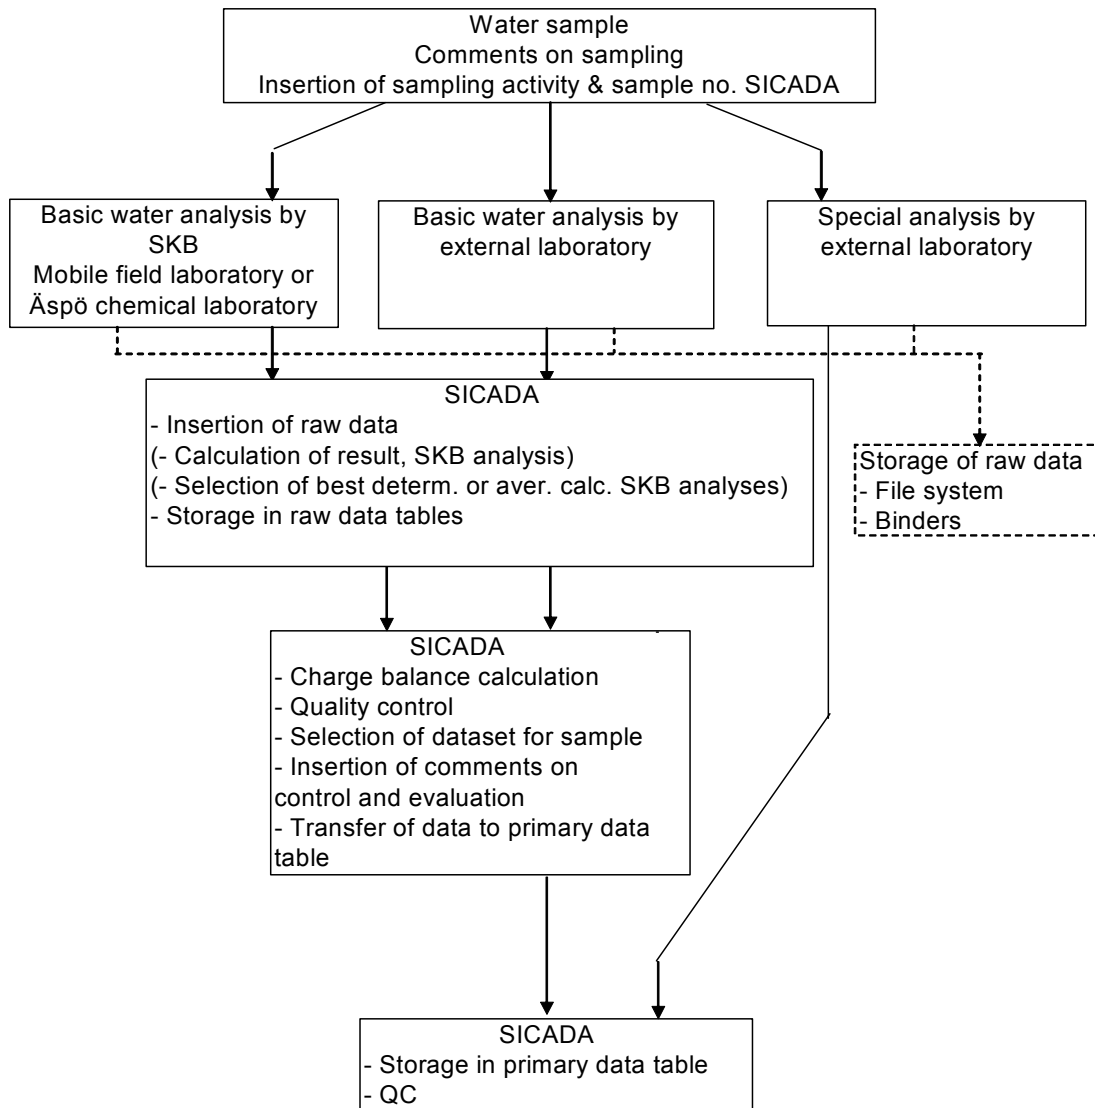 Water sample
Comments on sampling
Insertion of sampling activity & sample no. SICADA
Basic water analysis by
SKB
Mobile field laboratory or
Äspö chemical laboratory
Basic water analysis by
external laboratory
Special analysis by
external laboratory
SICADA
- Insertion of raw data
(- Calculation of result, SKB analysis)
(- Selection of best determ. or aver. calc. SKB analyses)
- Storage in raw data tables
Storage of raw data
- File system
- Binders
SICADA
- Charge balance calculation
- Quality control
- Selection of dataset for sample
- Insertion of comments on
control and evaluation
- Transfer of data to primary data
table
SICADA
- Storage in primary data table
- QC